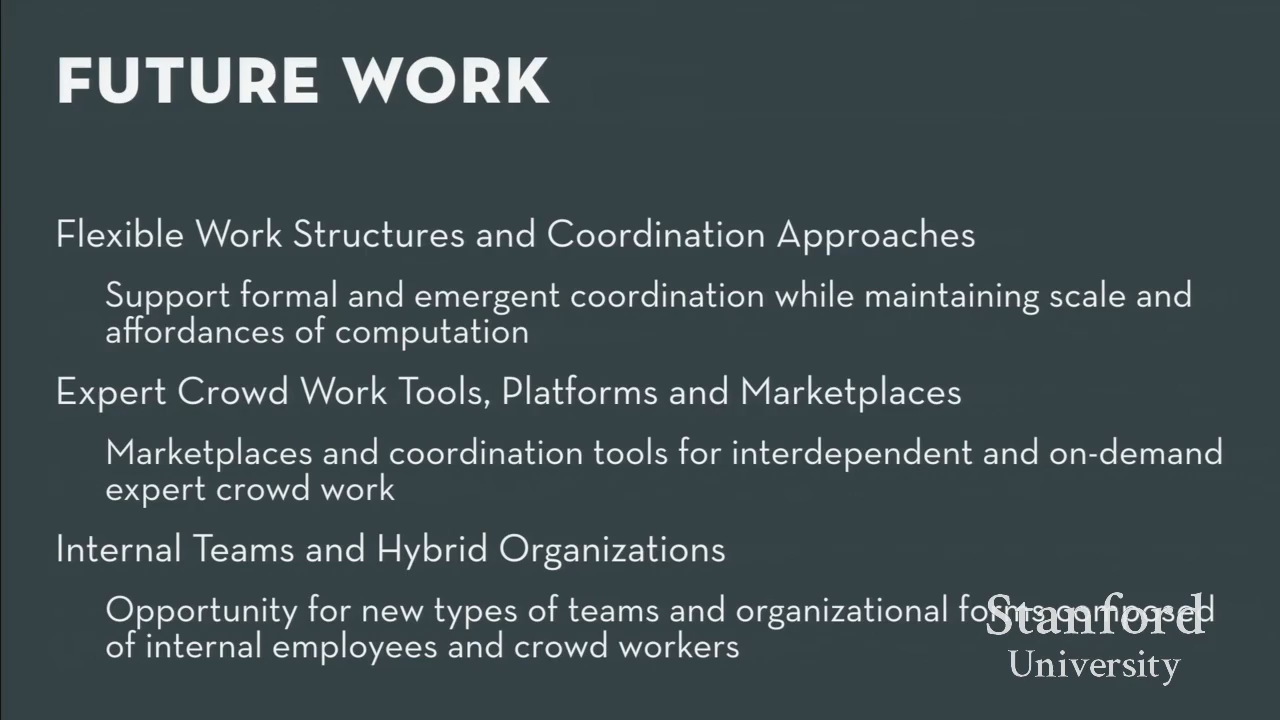 FUTURE WORK
Flexible Work Structures and Coordination Approaches
Support formal and emergent coordination while maintaining scale and
affordances of computation
Expert Crowd Work Tools, Platforms and Marketplaces
Marketplaces and coordination tools for interdependent and on-demand
expert crowd work
Internal Teams and Hybrid Organizations
Opportunity for new types of teams and organizational forms composed
of internal employees and crowd workers
Stanford
University